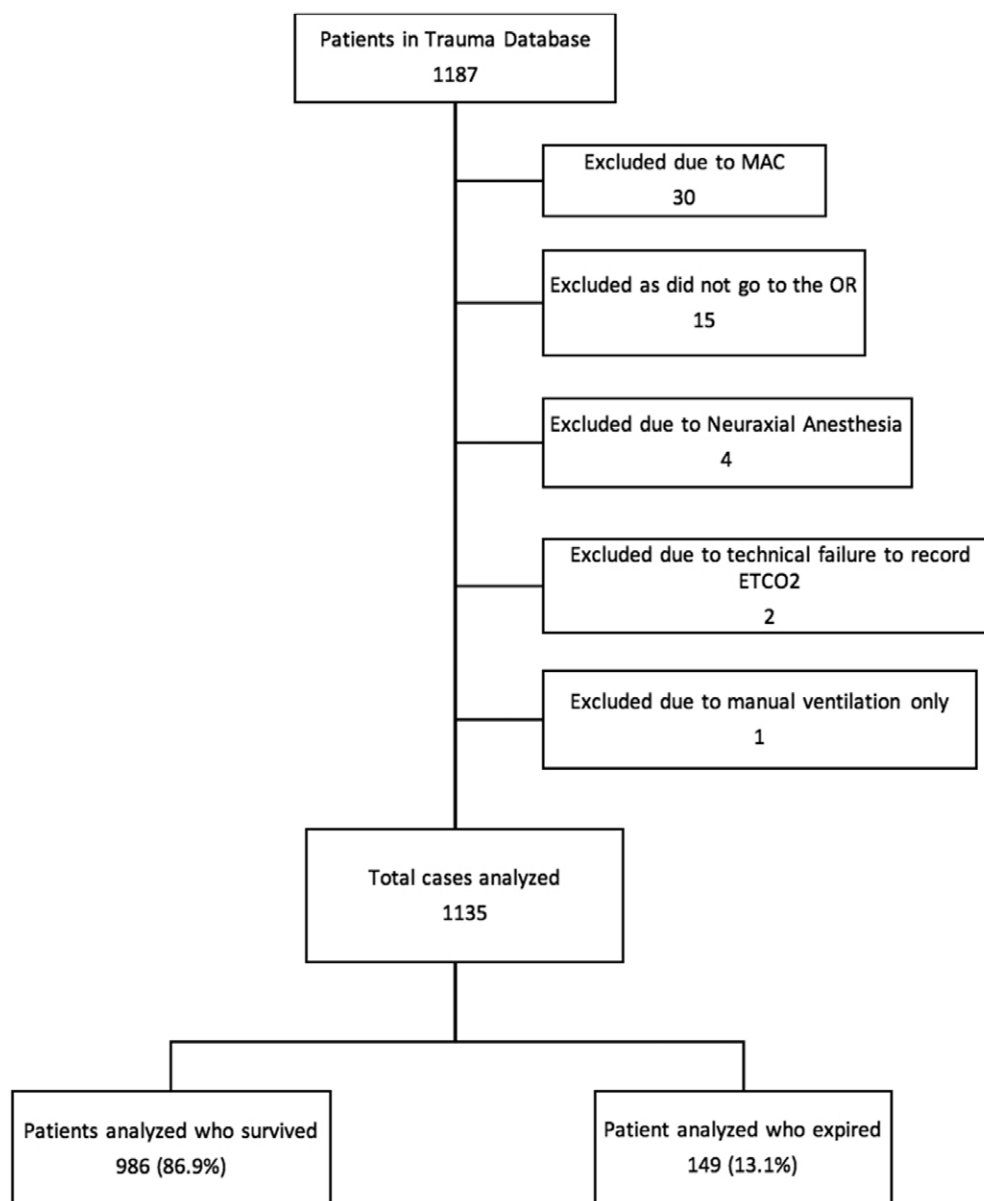 Patients in Trauma Database
1187
Excluded due to MAC
30
Excluded as did not go to the OR
15
Excluded due to Neuraxial Anesthesia
4
Excluded due to technical failure to record
ETCO2
2
Excluded due to manual ventilation only
1
Total cases analyzed
1135
Patients analyzed who survived
986 (86.9%)
Patient analyzed who expired
149 (13.1%)